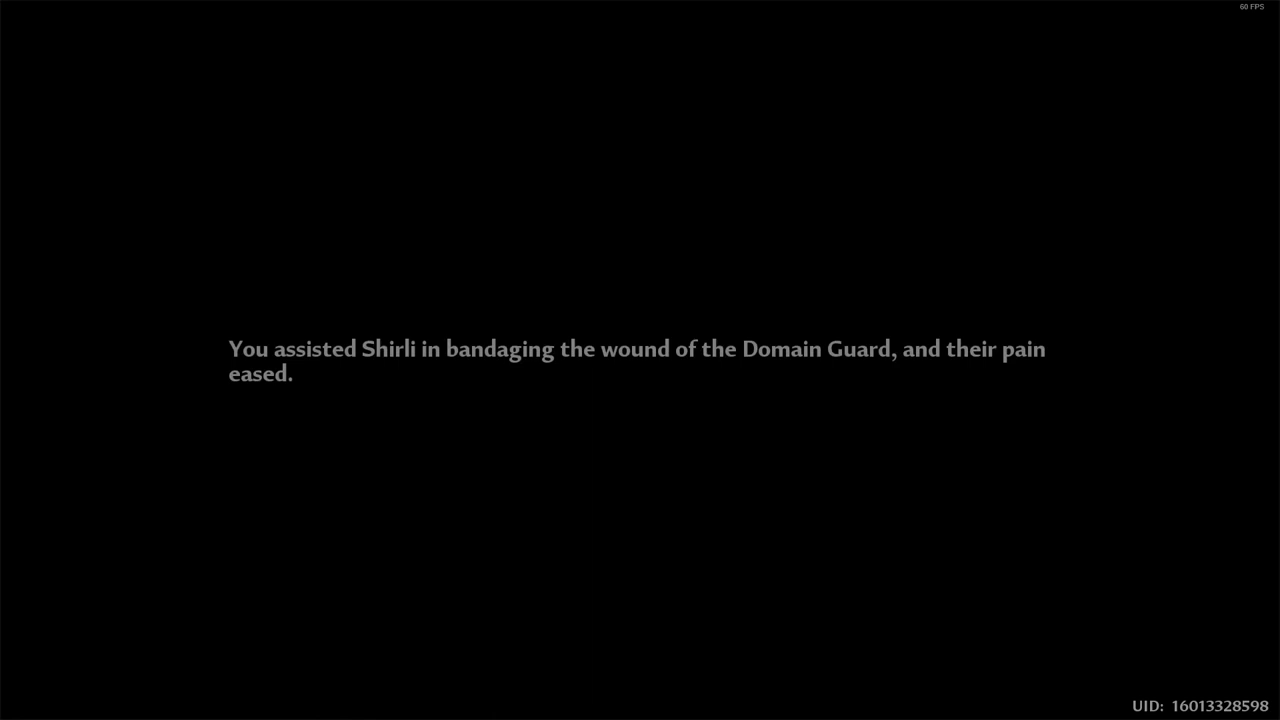 60 FPS
You assisted Shirli in bandaging the wound of the Domain Guard, and their pain
eased.
UID: 16013328598